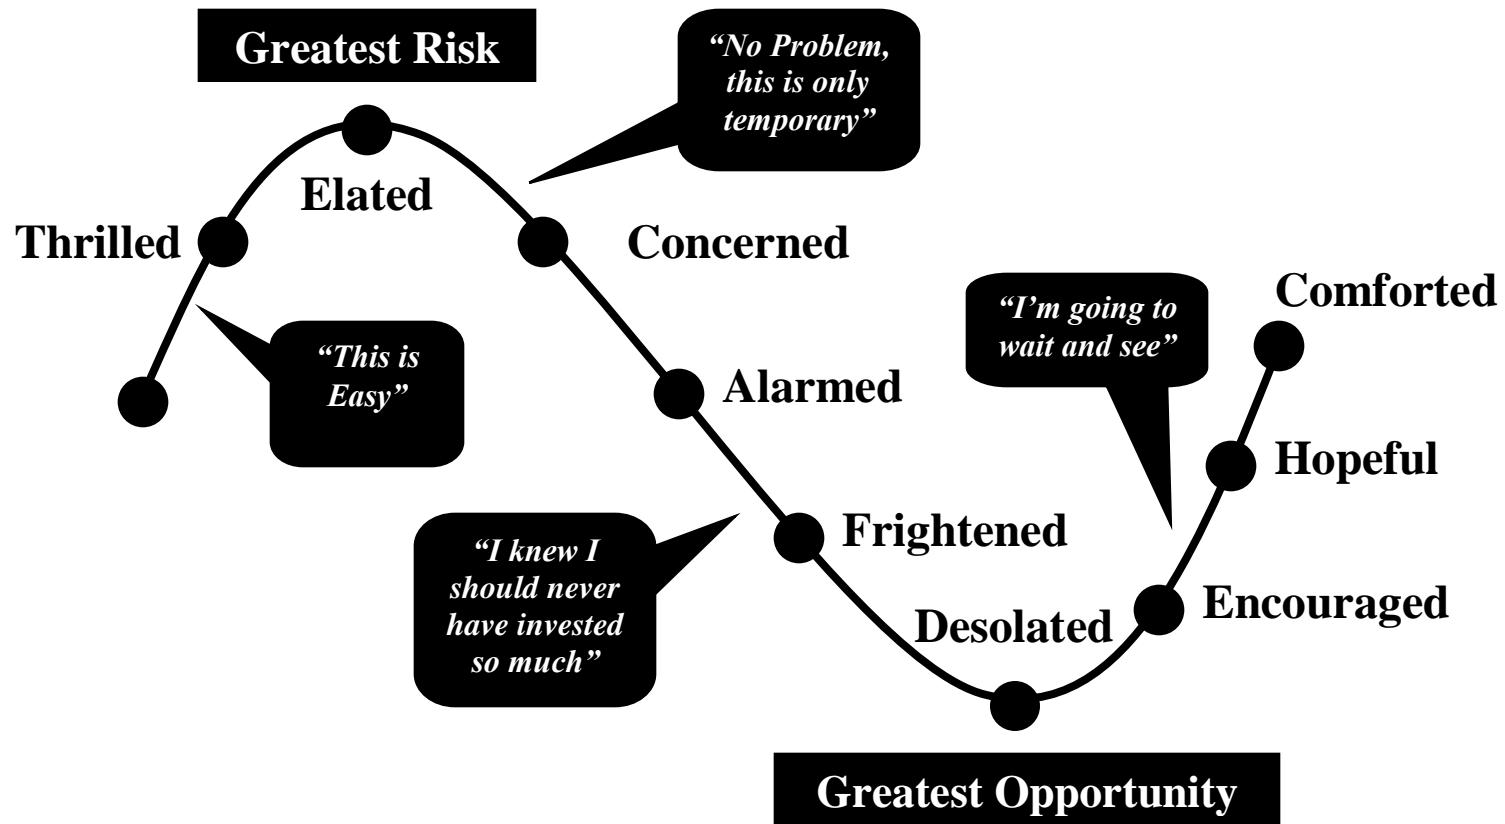 Greatest Risk
“No Problem,
this is only
temporary”
Elated
Thrilled
Concerned
“This is
Easy”
Alarmed
“I’m going to
wait and see”
Comforted
Hopeful
“I knew I
should never
have invested
so much”
Frightened
Desolated
Encouraged
Greatest Opportunity